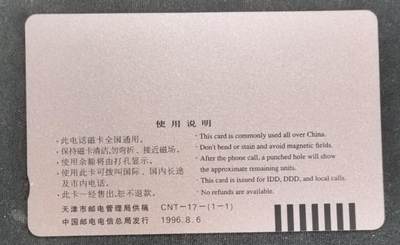 使用说明
·此电话磁卡全国通用。
·保持磁卡清洁,勿弯折、接近磁场。
·使用余额将由打孔显示。
·使用此卡可拨叫国际、国内长途
及市内电话。
·此卡一经售出,恕不退款。
·This card is commonly used all over China.
·Don't bend or stain and avoid magnetic fields.
·After the phone call, a punched hole will show
the approximate remaining units.
·This card is issued for IDD, DDD, and local calls.
·No refunds are available.
天津市邮电管理局供稿 CNT-17-(1-1)
中国邮电电信总局发行 1996.8.6